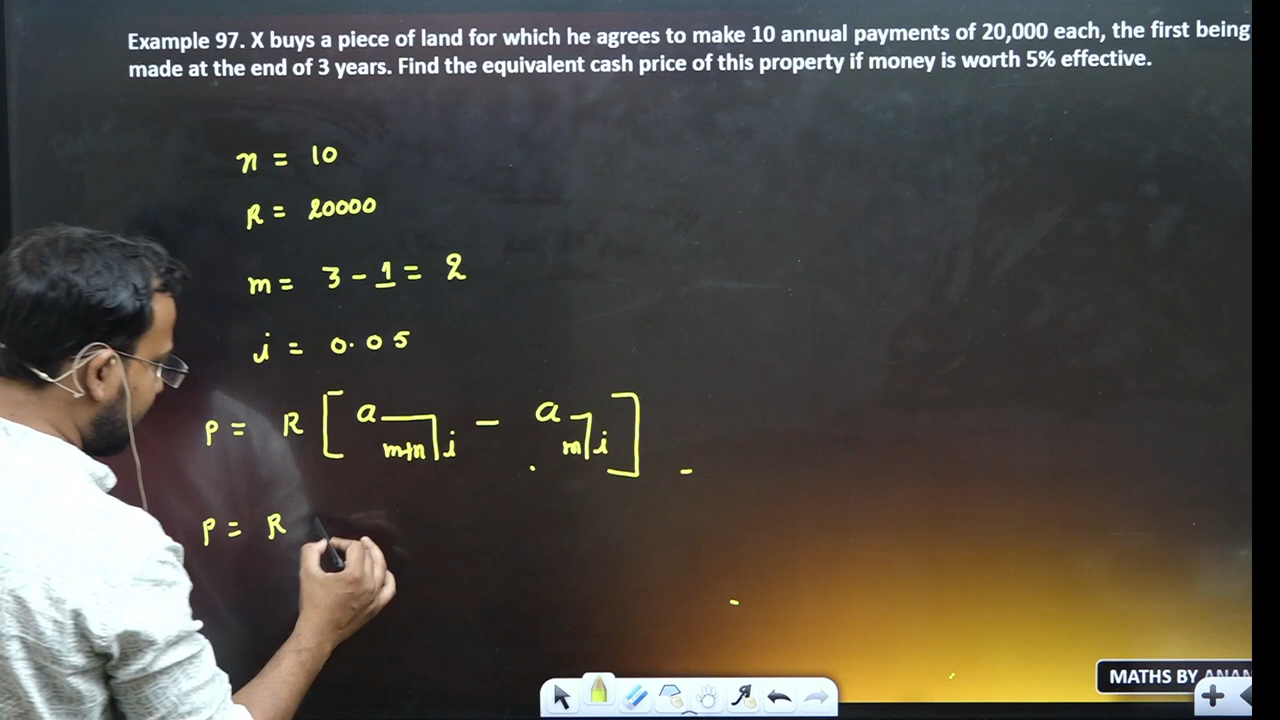 Example 97. X buys a piece of land for which he agrees to make 10 annual payments of 20,000 each, the first being
made at the end of 3 years. Find the equivalent cash price of this property if money is worth 5% effective.
n = 10
R = 20000
m = 3 - 1 = 2
i = 0.05
P = R [ a m+n i - a m i ]
P = R
MATHS BY ANAN